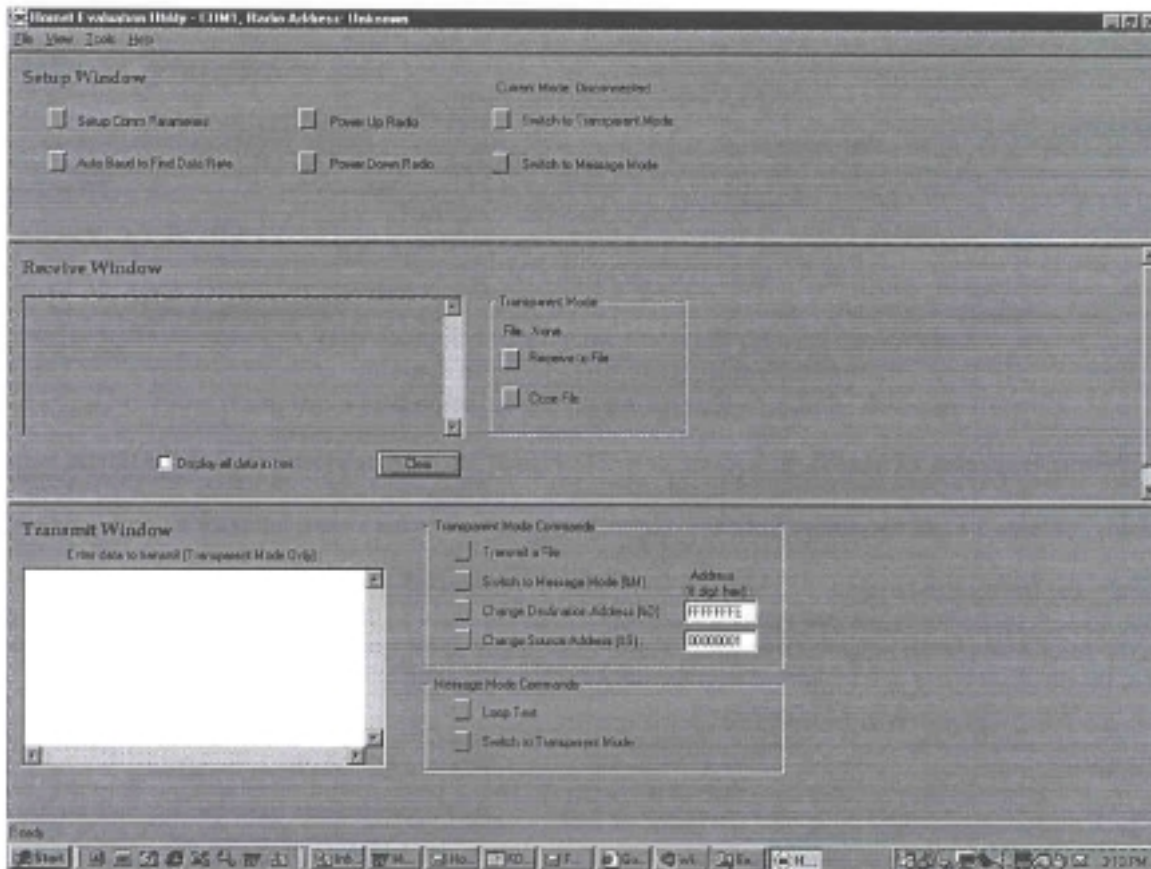 Hornet Evaluation Utility - COM1, Radio Address: Unknown
File View Tools Help
Setup Window
Current Mode: Disconnected
Setup Comm Parameters
Power Up Radio
Switch to Transparent Mode
Auto Baud to Find Data Rate
Power Down Radio
Switch to Message Mode
Receive Window
Transparent Mode
File: None
Receive to File
Close File
Display all data in hex
Clear
Transmit Window
Enter data to transmit (Transparent Mode Only)
Transparent Mode Commands
Transmit a File
Switch to Message Mode (&M)
Address
(8 digit hex)
Change Destination Address (&D)
FFFFFFFE
Change Source Address (&S)
00000001
Message Mode Commands
Loop Test
Switch to Transparent Mode
Ready
Start
3:10 PM